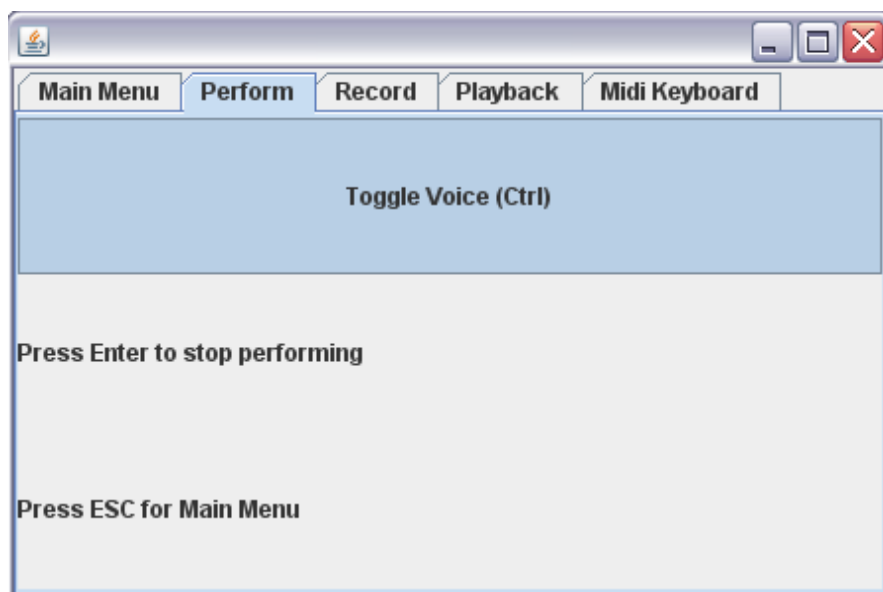 Main Menu Perform Record Playback Midi Keyboard
Toggle Voice (Ctrl)
Press Enter to stop performing
Press ESC for Main Menu